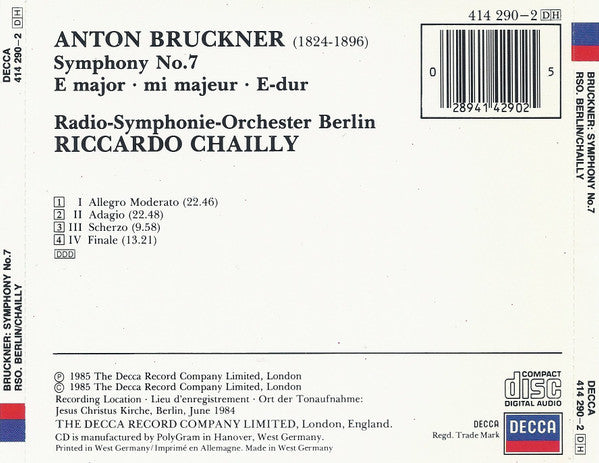 DECCA
414 290-2 DH
BRUCKNER: SYMPHONY No.7
RSO. BERLIN/CHAILLY
414 290-2 DH
ANTON BRUCKNER (1824-1896)
Symphony No.7
E major · mi majeur · E-dur
Radio-Symphonie-Orchester Berlin
RICCARDO CHAILLY
0 28941 42902 5
1 I Allegro Moderato (22.46)
2 II Adagio (22.48)
3 III Scherzo (9.58)
4 IV Finale (13.21)
DDD
℗ 1985 The Decca Record Company Limited, London
© 1985 The Decca Record Company Limited, London
Recording Location · Lieu d'enregistrement · Ort der Tonaufnahme:
Jesus Christus Kirche, Berlin, June 1984
THE DECCA RECORD COMPANY LIMITED, London, England.
CD is manufactured by PolyGram in Hanover, West Germany.
Printed in West Germany/Imprimé en Allemagne. Made in West Germany
COMPACT
disc
DIGITAL AUDIO
DECCA
Regd. Trade Mark
DECCA
BRUCKNER: SYMPHONY No.7
RSO. BERLIN/CHAILLY
DECCA
414 290-2 DH